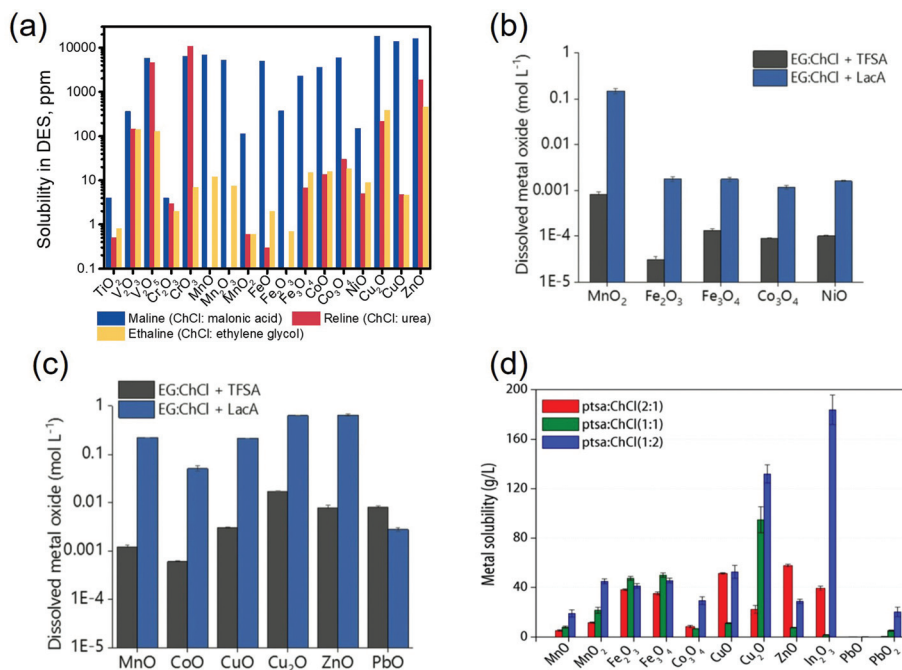 (a)
Solubility in DES, ppm
10000
1000
100
10
1
0.1
TiO₂ V₂O₃ V₂O₅ Cr₂O₃ CrO₃ MnO Mn₂O₃ MnO₂ FeO Fe₂O₃ Fe₃O₄ CoO Co₃O₄ NiO Cu₂O CuO ZnO
Maline (ChCl: malonic acid) Reline (ChCl: urea)
Ethaline (ChCl: ethylene glycol)
(b)
Dissolved metal oxide (mol L⁻¹)
EG:ChCl + TFSA
EG:ChCl + LacA
1
0.1
0.001
1E-4
1E-5
MnO₂ Fe₂O₃ Fe₃O₄ Co₃O₄ NiO
(c)
Dissolved metal oxide (mol L⁻¹)
EG:ChCl + TFSA
EG:ChCl + LacA
1
0.1
0.01
0.001
1E-4
1E-5
MnO CoO CuO Cu₂O ZnO PbO
(d)
Metal solubility (g/L)
ptsa:ChCl(2:1)
ptsa:ChCl(1:1)
ptsa:ChCl(1:2)
200
160
120
80
40
0
MnO MnO₂ Fe₂O₃ Fe₃O₄ Co₃O₄ CuO Cu₂O ZnO In₂O₃ PbO PbO₂